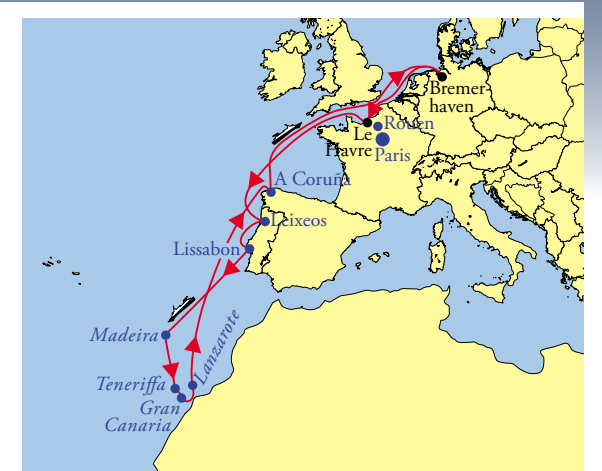 Bremer-
haven
Rouen
Le
Havre
Paris
A Coruña
Leixeos
Lissabon
Madeira
Lanzarote
Teneriffa
Gran
Canaria